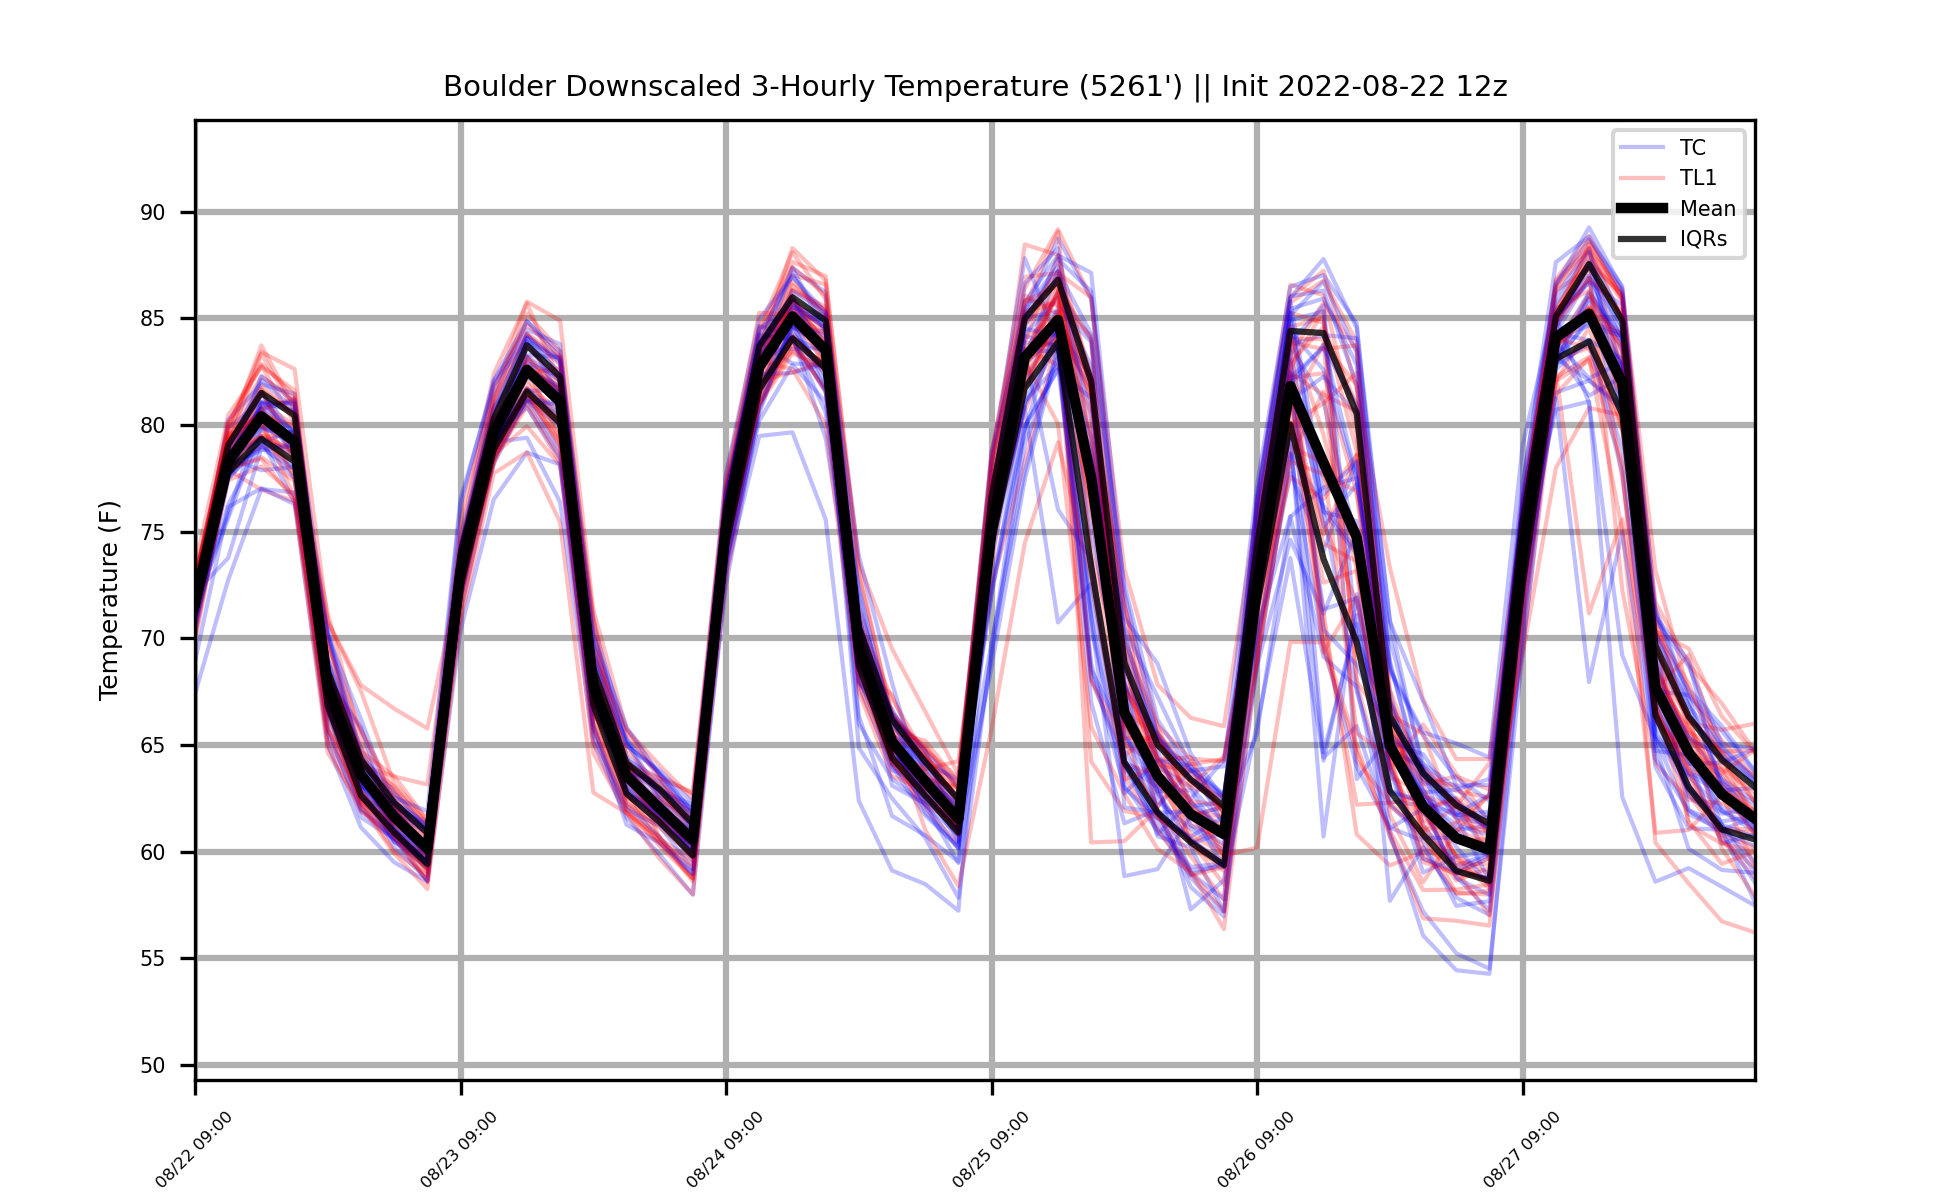 Boulder Downscaled 3-Hourly Temperature (5261') || Init 2022-08-22 12z
TC
TL1
Mean
IQRs
Temperature (F)
90
85
80
75
70
65
60
55
50
08/22 09:00
08/23 09:00
08/24 09:00
08/25 09:00
08/26 09:00
08/27 09:00